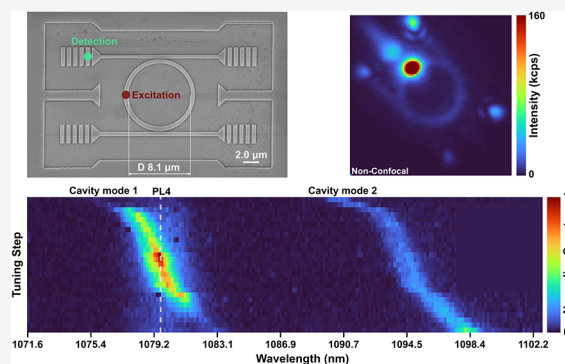 Detection
Excitation
D 8.1 μm
2.0 μm
Non-Confocal
160
0
Intensity (kcps)
Cavity mode 1
PL4
Cavity mode 2
Tuning Step
1071.6
1075.4
1079.2
1083.1
1086.9
1090.7
1094.5
1098.4
1102.2
Wavelength (nm)